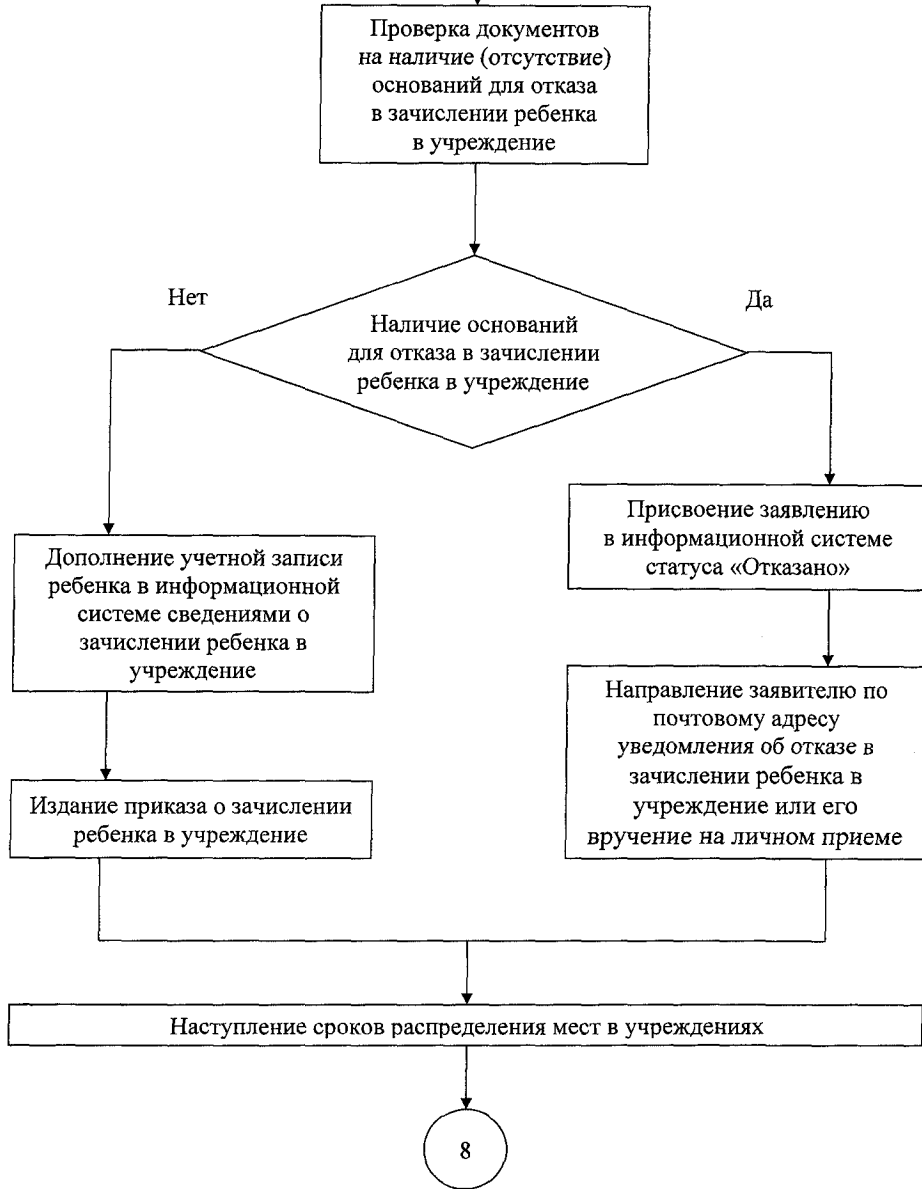 Проверка документов
на наличие (отсутствие)
оснований для отказа
в зачислении ребенка
в учреждение
Нет
Да
Наличие оснований
для отказа в зачислении
ребенка в учреждение
Дополнение учетной записи
ребенка в информационной
системе сведениями о
зачислении ребенка в
учреждение
Присвоение заявлению
в информационной системе
статуса «Отказано»
Издание приказа о зачислении
ребенка в учреждение
Направление заявителю по
почтовому адресу
уведомления об отказе в
зачислении ребенка в
учреждение или его
вручение на личном приеме
Наступление сроков распределения мест в учреждениях
8